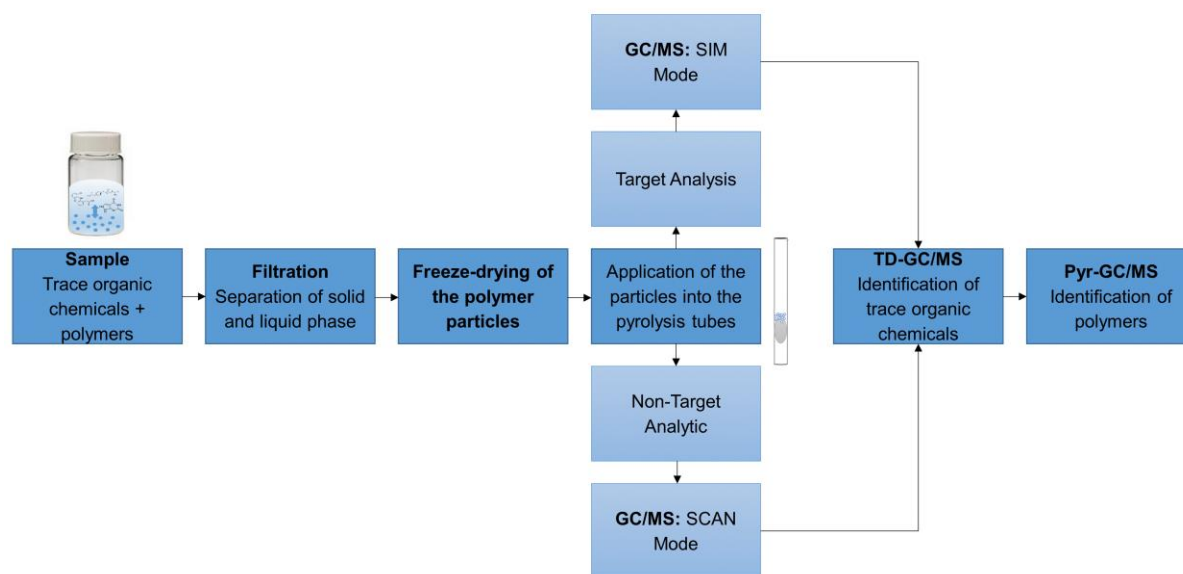 Sample
Trace organic
chemicals +
polymers
Filtration
Separation of solid
and liquid phase
Freeze-drying of
the polymer
particles
Application of the
particles into the
pyrolysis tubes
Target Analysis
GC/MS: SIM
Mode
Non-Target
Analytic
GC/MS: SCAN
Mode
TD-GC/MS
Identification of
trace organic
chemicals
Pyr-GC/MS
Identification of
polymers